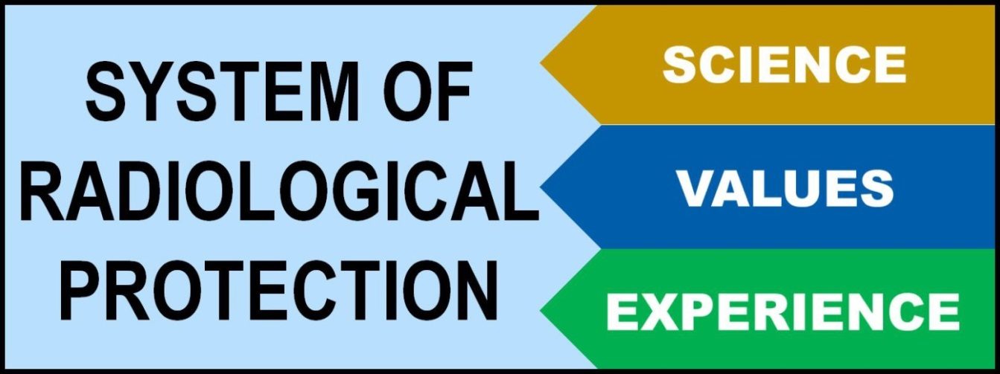 SYSTEM OF
RADIOLOGICAL
PROTECTION
SCIENCE
VALUES
EXPERIENCE